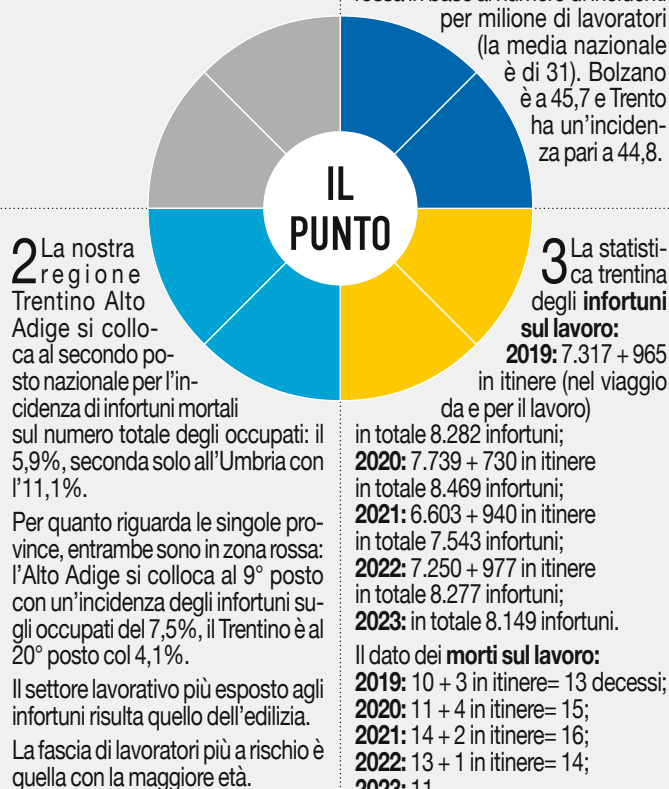 per milione di lavoratori
(la media nazionale
è di 31). Bolzano
è a 45,7 e Trento
ha un'inciden-
za pari a 44,8.
IL
PUNTO
2 La nostra
regione
Trentino Alto
Adige si collo-
ca al secondo po-
sto nazionale per l'in-
cidenza di infortuni mortali
sul numero totale degli occupati: il
5,9%, seconda solo all'Umbria con
l'11,1%.
Per quanto riguarda le singole pro-
vince, entrambe sono in zona rossa:
l'Alto Adige si colloca al 9° posto
con un'incidenza degli infortuni su-
gli occupati del 7,5%, il Trentino è al
20° posto col 4,1%.
Il settore lavorativo più esposto agli
infortuni risulta quello dell'edilizia.
La fascia di lavoratori più a rischio è
quella con la maggiore età.
3 La statisti-
ca trentina
degli infortuni
sul lavoro:
2019: 7.317 + 965
in itinere (nel viaggio
da e per il lavoro)
in totale 8.282 infortuni;
2020: 7.739 + 730 in itinere
in totale 8.469 infortuni;
2021: 6.603 + 940 in itinere
in totale 7.543 infortuni;
2022: 7.250 + 977 in itinere
in totale 8.277 infortuni;
2023: in totale 8.149 infortuni.
Il dato dei morti sul lavoro:
2019: 10 + 3 in itinere= 13 decessi;
2020: 11 + 4 in itinere= 15;
2021: 14 + 2 in itinere= 16;
2022: 13 + 1 in itinere= 14;
2023: 11